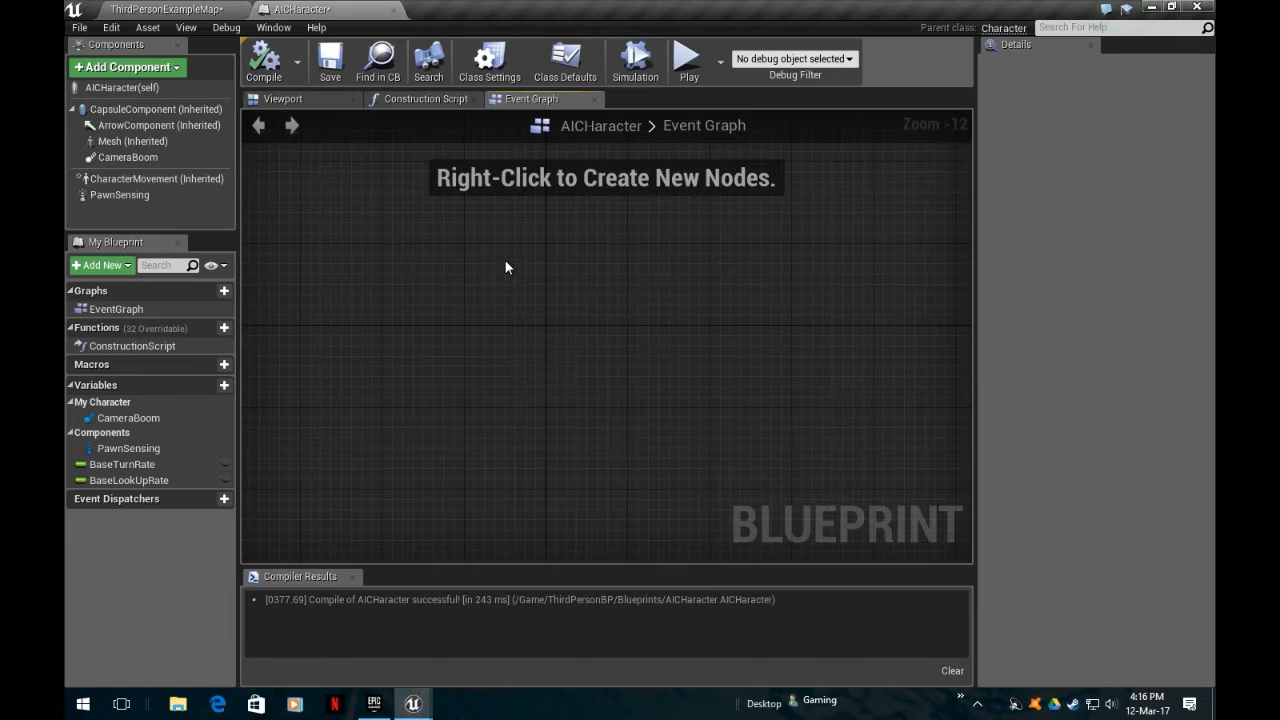 ThirdPersonExampleMap*
AICHaracter*
File Edit Asset View Debug Window Help
Parent class: Character
Search For Help
Components
Details
+ Add Component
Compile
Save
Find in CB
Search
Class Settings
Class Defaults
Simulation
Play
No debug object selected
Debug Filter
AICHaracter(self)
Viewport
Construction Script
Event Graph
CapsuleComponent (Inherited)
ArrowComponent (Inherited)
Mesh (Inherited)
CameraBoom
CharacterMovement (Inherited)
PawnSensing
AICHaracter > Event Graph
Zoom -12
Right-Click to Create New Nodes.
My Blueprint
+ Add New
Search
Graphs
EventGraph
Functions (32 Overridable)
ConstructionScript
Macros
Variables
My Character
CameraBoom
Components
PawnSensing
BaseTurnRate
BaseLookUpRate
Event Dispatchers
BLUEPRINT
Compiler Results
[0377.69] Compile of AICHaracter successful! [in 243 ms] (/Game/ThirdPersonBP/Blueprints/AICHaracter.AICHaracter)
Clear
N
EPIC
Desktop
Gaming
4:16 PM
12-Mar-17